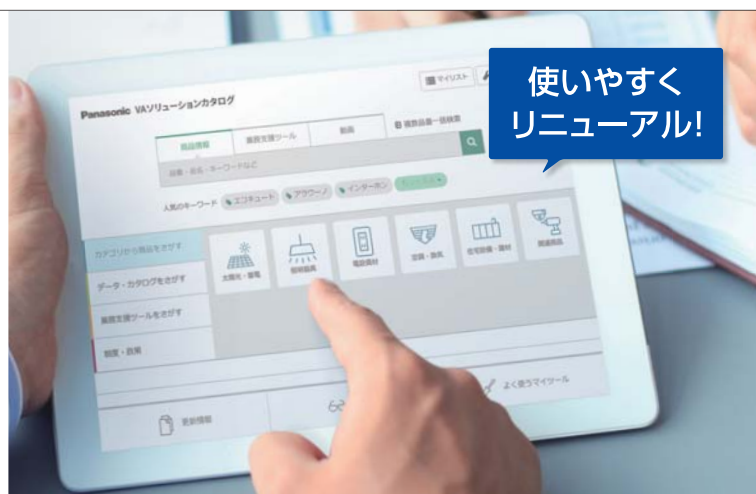 使いやすく
リニューアル!
Panasonic VAソリューションカタログ
マイリスト
商品情報
業務支援ツール
動画
複数品番一括検索
品番・品名・キーワードなど
人気のキーワード
エコキュート
アラウーノ
インターホン
カテゴリから商品をさがす
データ・カタログをさがす
業務支援ツールをさがす
制度・政策
太陽光・蓄電
照明器具
電設資材
空調・換気
住宅設備・建材
関連商品
更新情報
よく使うマイツール